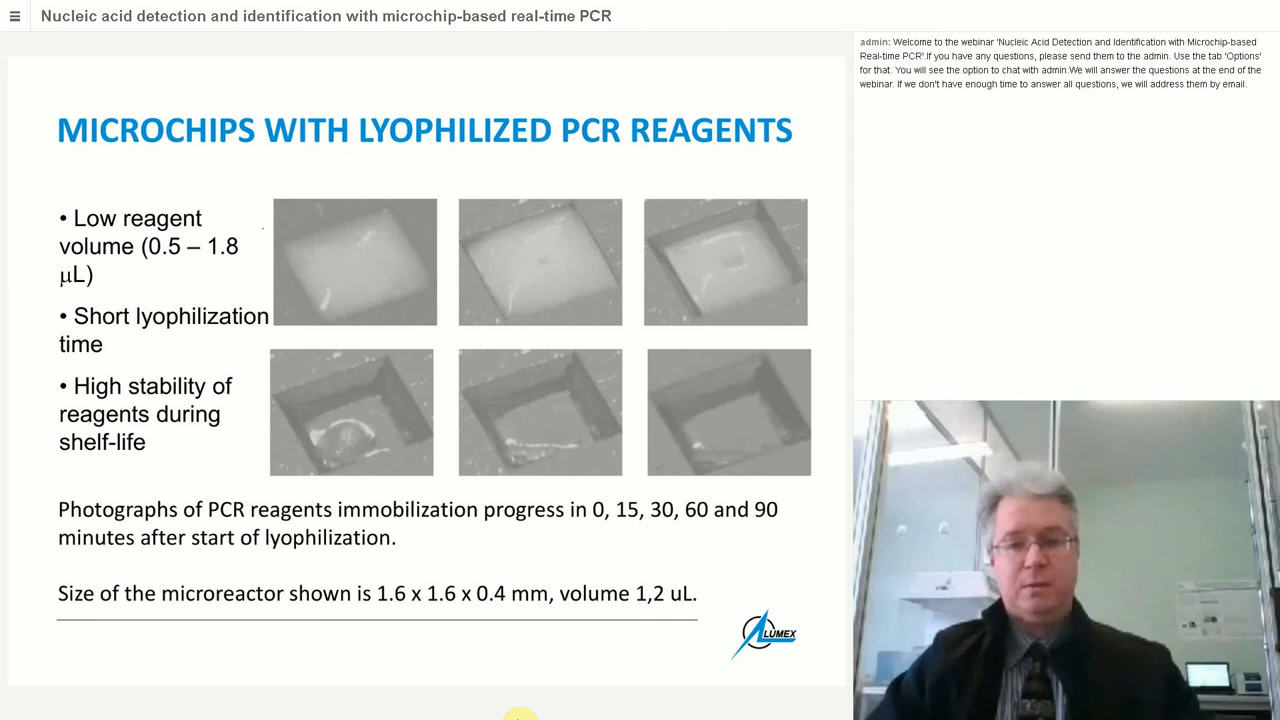 Nucleic acid detection and identification with microchip-based real-time PCR
MICROCHIPS WITH LYOPHILIZED PCR REAGENTS
• Low reagent
volume (0.5 – 1.8
μL)
• Short lyophilization
time
• High stability of
reagents during
shelf-life
Photographs of PCR reagents immobilization progress in 0, 15, 30, 60 and 90
minutes after start of lyophilization.
Size of the microreactor shown is 1.6 x 1.6 x 0.4 mm, volume 1,2 uL.
LUMEX
admin: Welcome to the webinar 'Nucleic Acid Detection and Identification with Microchip-based
Real-time PCR'.If you have any questions, please send them to the admin. Use the tab 'Options'
for that. You will see the option to chat with admin.We will answer the questions at the end of the
webinar. If we don't have enough time to answer all questions, we will address them by email.